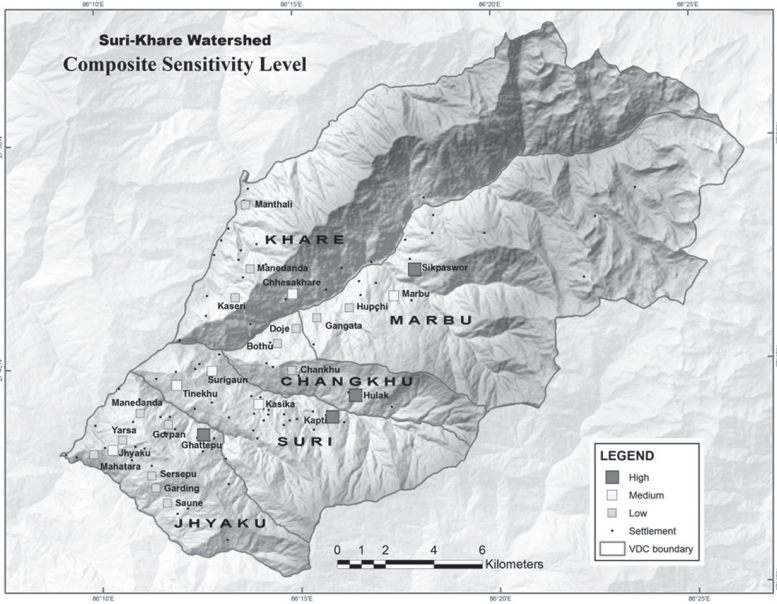 86°10'E 86°15'E 86°20'E 86°25'E
Suri-Khare Watershed
Composite Sensitivity Level
Manthali
KHARE
Manedanda
Sikpaswor
Chhesakhare
Marbu
Kaseri
Hupchi
MARBU
Gangata
Doje
Bothu
Chankhu
Surigaun
CHANGKHU
Tinekhu
Hulak
Manedanda
Kasika
Kapti
Gorpan
Yarsa
SURI
Ghattepu
Jhyaku
Mahatara
Sersepu
Garding
Saune
JHYAKU
LEGEND
High
Medium
Low
Settlement
VDC boundary
0 1 2 4 6
Kilometers
86°10'E 86°15'E 86°20'E 86°25'E